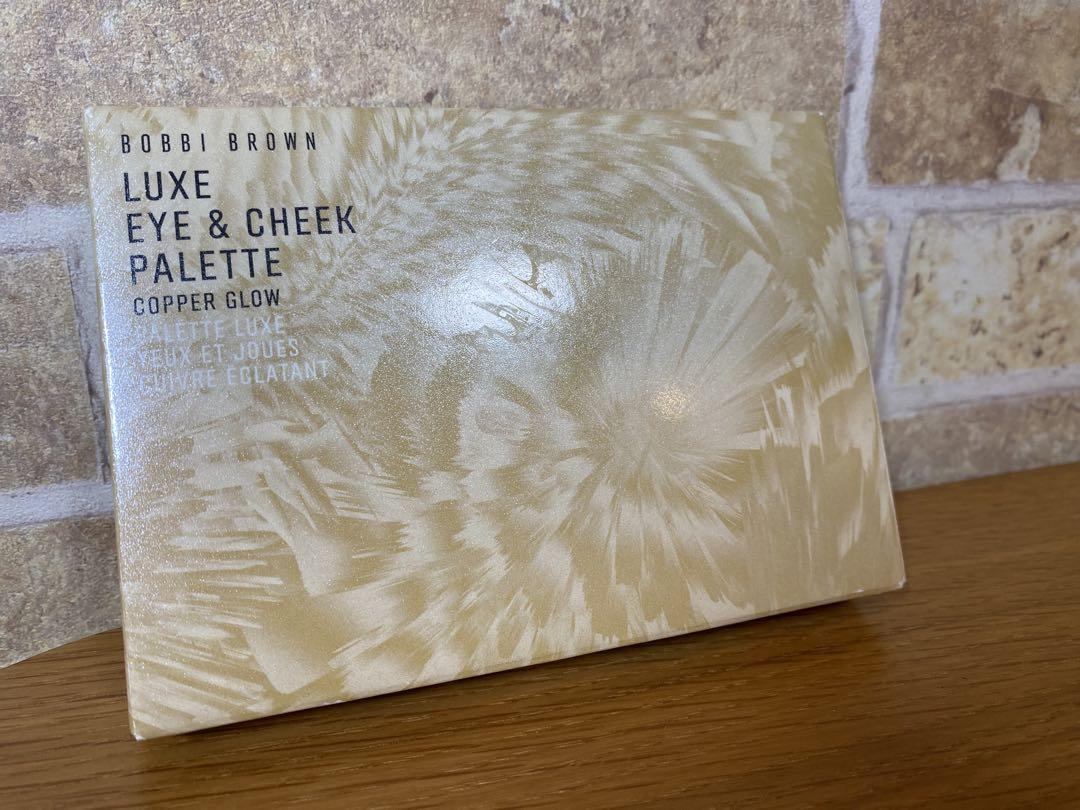 BOBBI BROWN
LUXE
EYE & CHEEK
PALETTE
COPPER GLOW
PALETTE LUXE
YEUX ET JOUES
CUIVRE ÉCLATANT